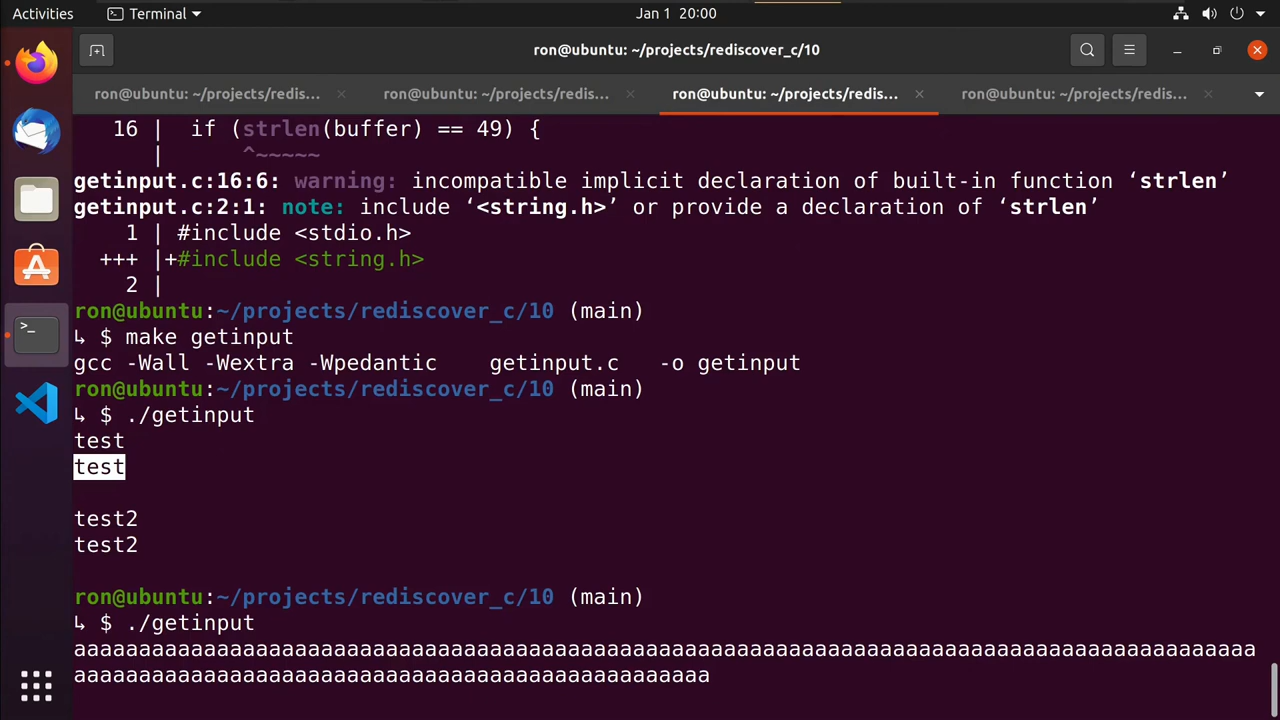 Activities
Terminal
Jan 1 20:00
ron@ubuntu: ~/projects/rediscover_c/10
ron@ubuntu: ~/projects/redis...
ron@ubuntu: ~/projects/redis...
ron@ubuntu: ~/projects/redis...
ron@ubuntu: ~/projects/redis...
16 | if (strlen(buffer) == 49) {
| ^~~~~~
getinput.c:16:6: warning: incompatible implicit declaration of built-in function ‘strlen’
getinput.c:2:1: note: include ‘<string.h>’ or provide a declaration of ‘strlen’
1 | #include <stdio.h>
+++ |+#include <string.h>
2 |
ron@ubuntu:~/projects/rediscover_c/10 (main)
↳ $ make getinput
gcc -Wall -Wextra -Wpedantic    getinput.c   -o getinput
ron@ubuntu:~/projects/rediscover_c/10 (main)
↳ $ ./getinput
test
test
test2
test2
ron@ubuntu:~/projects/rediscover_c/10 (main)
↳ $ ./getinput
aaaaaaaaaaaaaaaaaaaaaaaaaaaaaaaaaaaaaaaaaaaaaaaaaaaaaaaaaaaaaaaaaaaaaaaaaaaaaaaaaaaaaaaaaaa
aaaaaaaaaaaaaaaaaaaaaaaaaaaaaaaaaaaaaaaaaaaaaaaaa